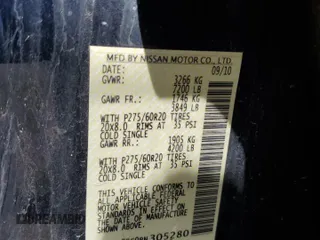 MFD BY NISSAN MOTOR CO., LTD.
DATE: 09/10
GVWR: 3266 KG
7200 LB
GAWR FR.: 1746 KG
3849 LB
WITH P275/60R20 TIRES
20X8.0 RIMS AT 35 PSI
COLD SINGLE
GAWR RR.: 1905 KG
4200 LB
WITH P275/60R20 TIRES
20X8.0 RIMS AT 35 PSI
COLD SINGLE
THIS VEHICLE CONFORMS TO
ALL APPLICABLE FEDERAL
MOTOR VEHICLE SAFETY
STANDARDS IN EFFECT ON
THE DATE OF MANUFACTURE
305280